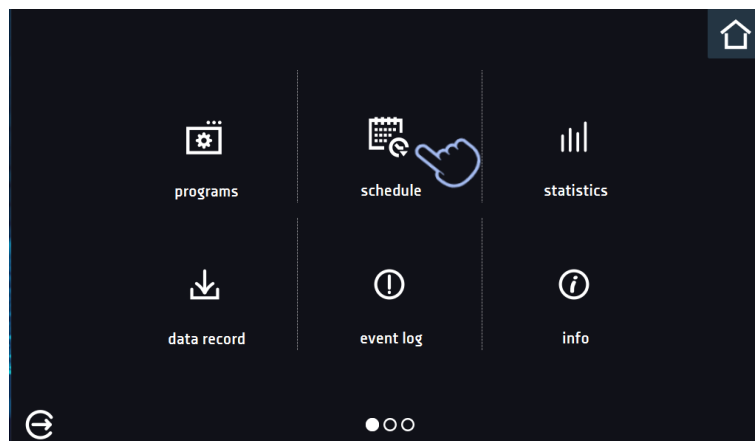 programs
schedule
statistics
data record
event log
info